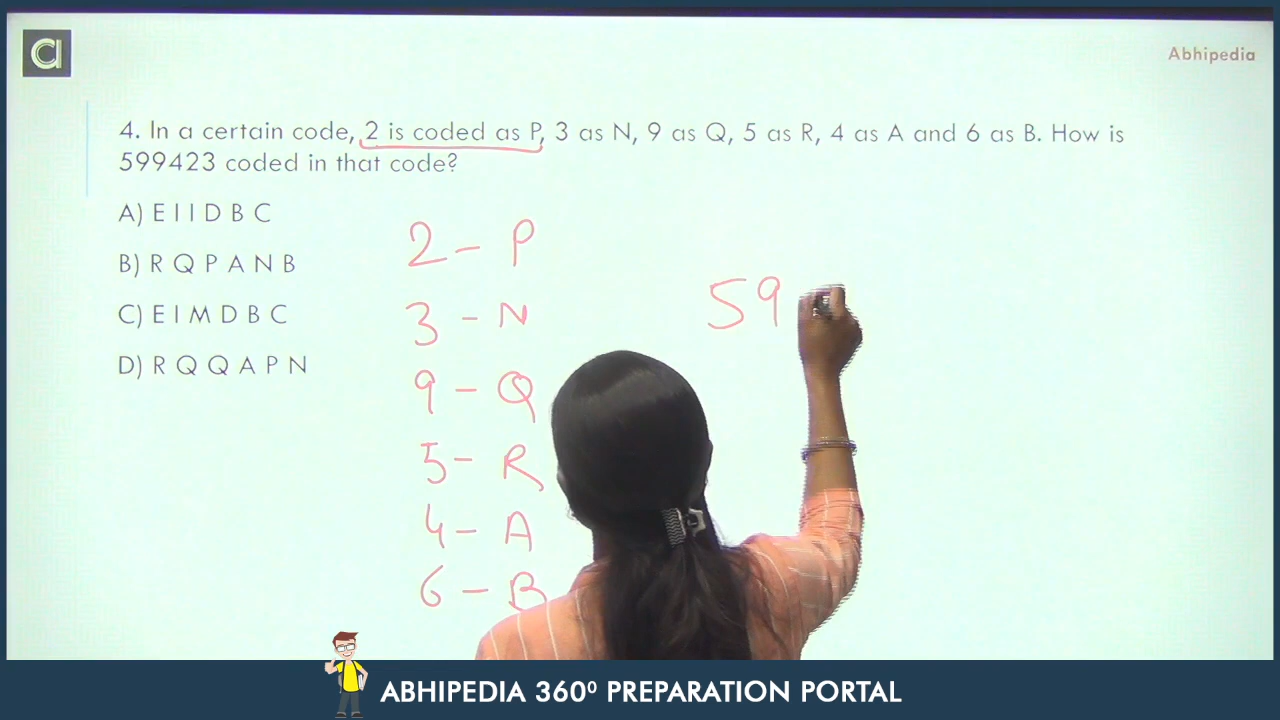 a
Abhipedia
4. In a certain code, 2 is coded as P, 3 as N, 9 as Q, 5 as R, 4 as A and 6 as B. How is
599423 coded in that code?
A) E I I D B C
B) R Q P A N B
C) E I M D B C
D) R Q Q A P N
2 - P
3 - N
9 - Q
5 - R
4 - A
6 - B
59
ABHIPEDIA 360⁰ PREPARATION PORTAL